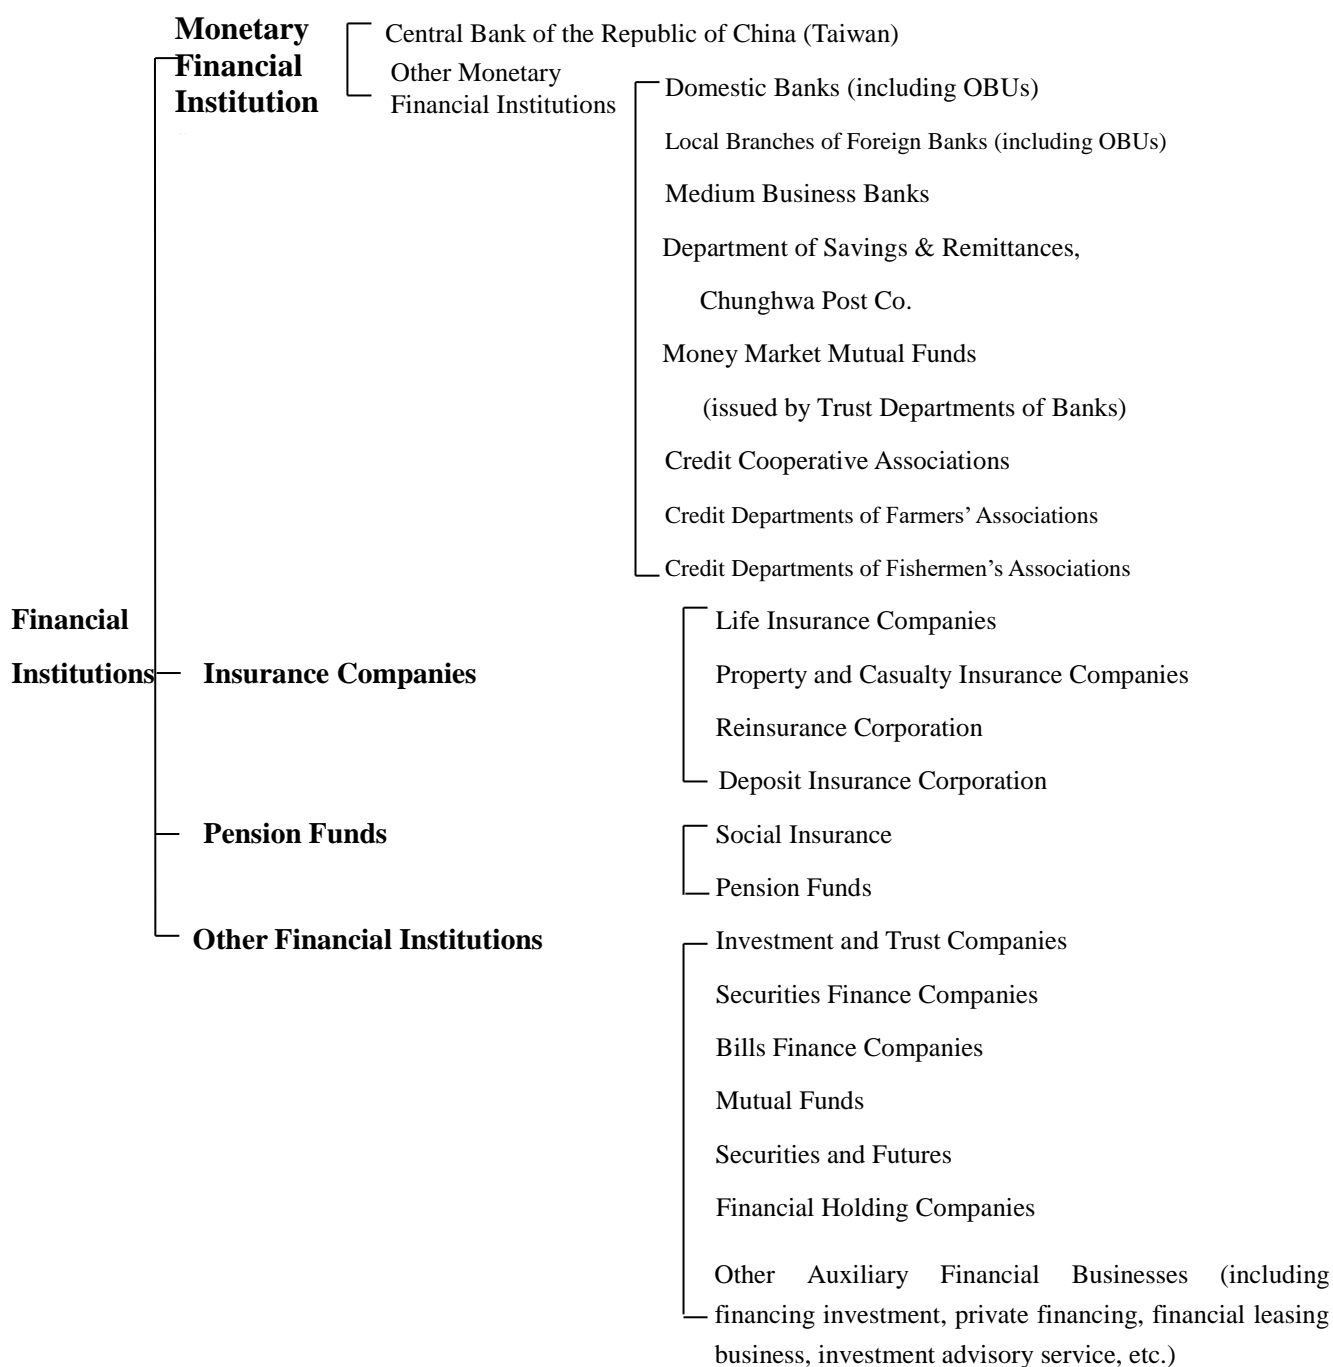 Monetary
Financial
Institution
Central Bank of the Republic of China (Taiwan)
Other Monetary
Financial Institutions
Domestic Banks (including OBUs)
Local Branches of Foreign Banks (including OBUs)
Medium Business Banks
Department of Savings & Remittances,
Chunghwa Post Co.
Money Market Mutual Funds
(issued by Trust Departments of Banks)
Credit Cooperative Associations
Credit Departments of Farmers’ Associations
Credit Departments of Fishermen’s Associations
Financial
Institutions
Insurance Companies
Life Insurance Companies
Property and Casualty Insurance Companies
Reinsurance Corporation
Deposit Insurance Corporation
Pension Funds
Social Insurance
Pension Funds
Other Financial Institutions
Investment and Trust Companies
Securities Finance Companies
Bills Finance Companies
Mutual Funds
Securities and Futures
Financial Holding Companies
Other Auxiliary Financial Businesses (including
financing investment, private financing, financial leasing
business, investment advisory service, etc.)